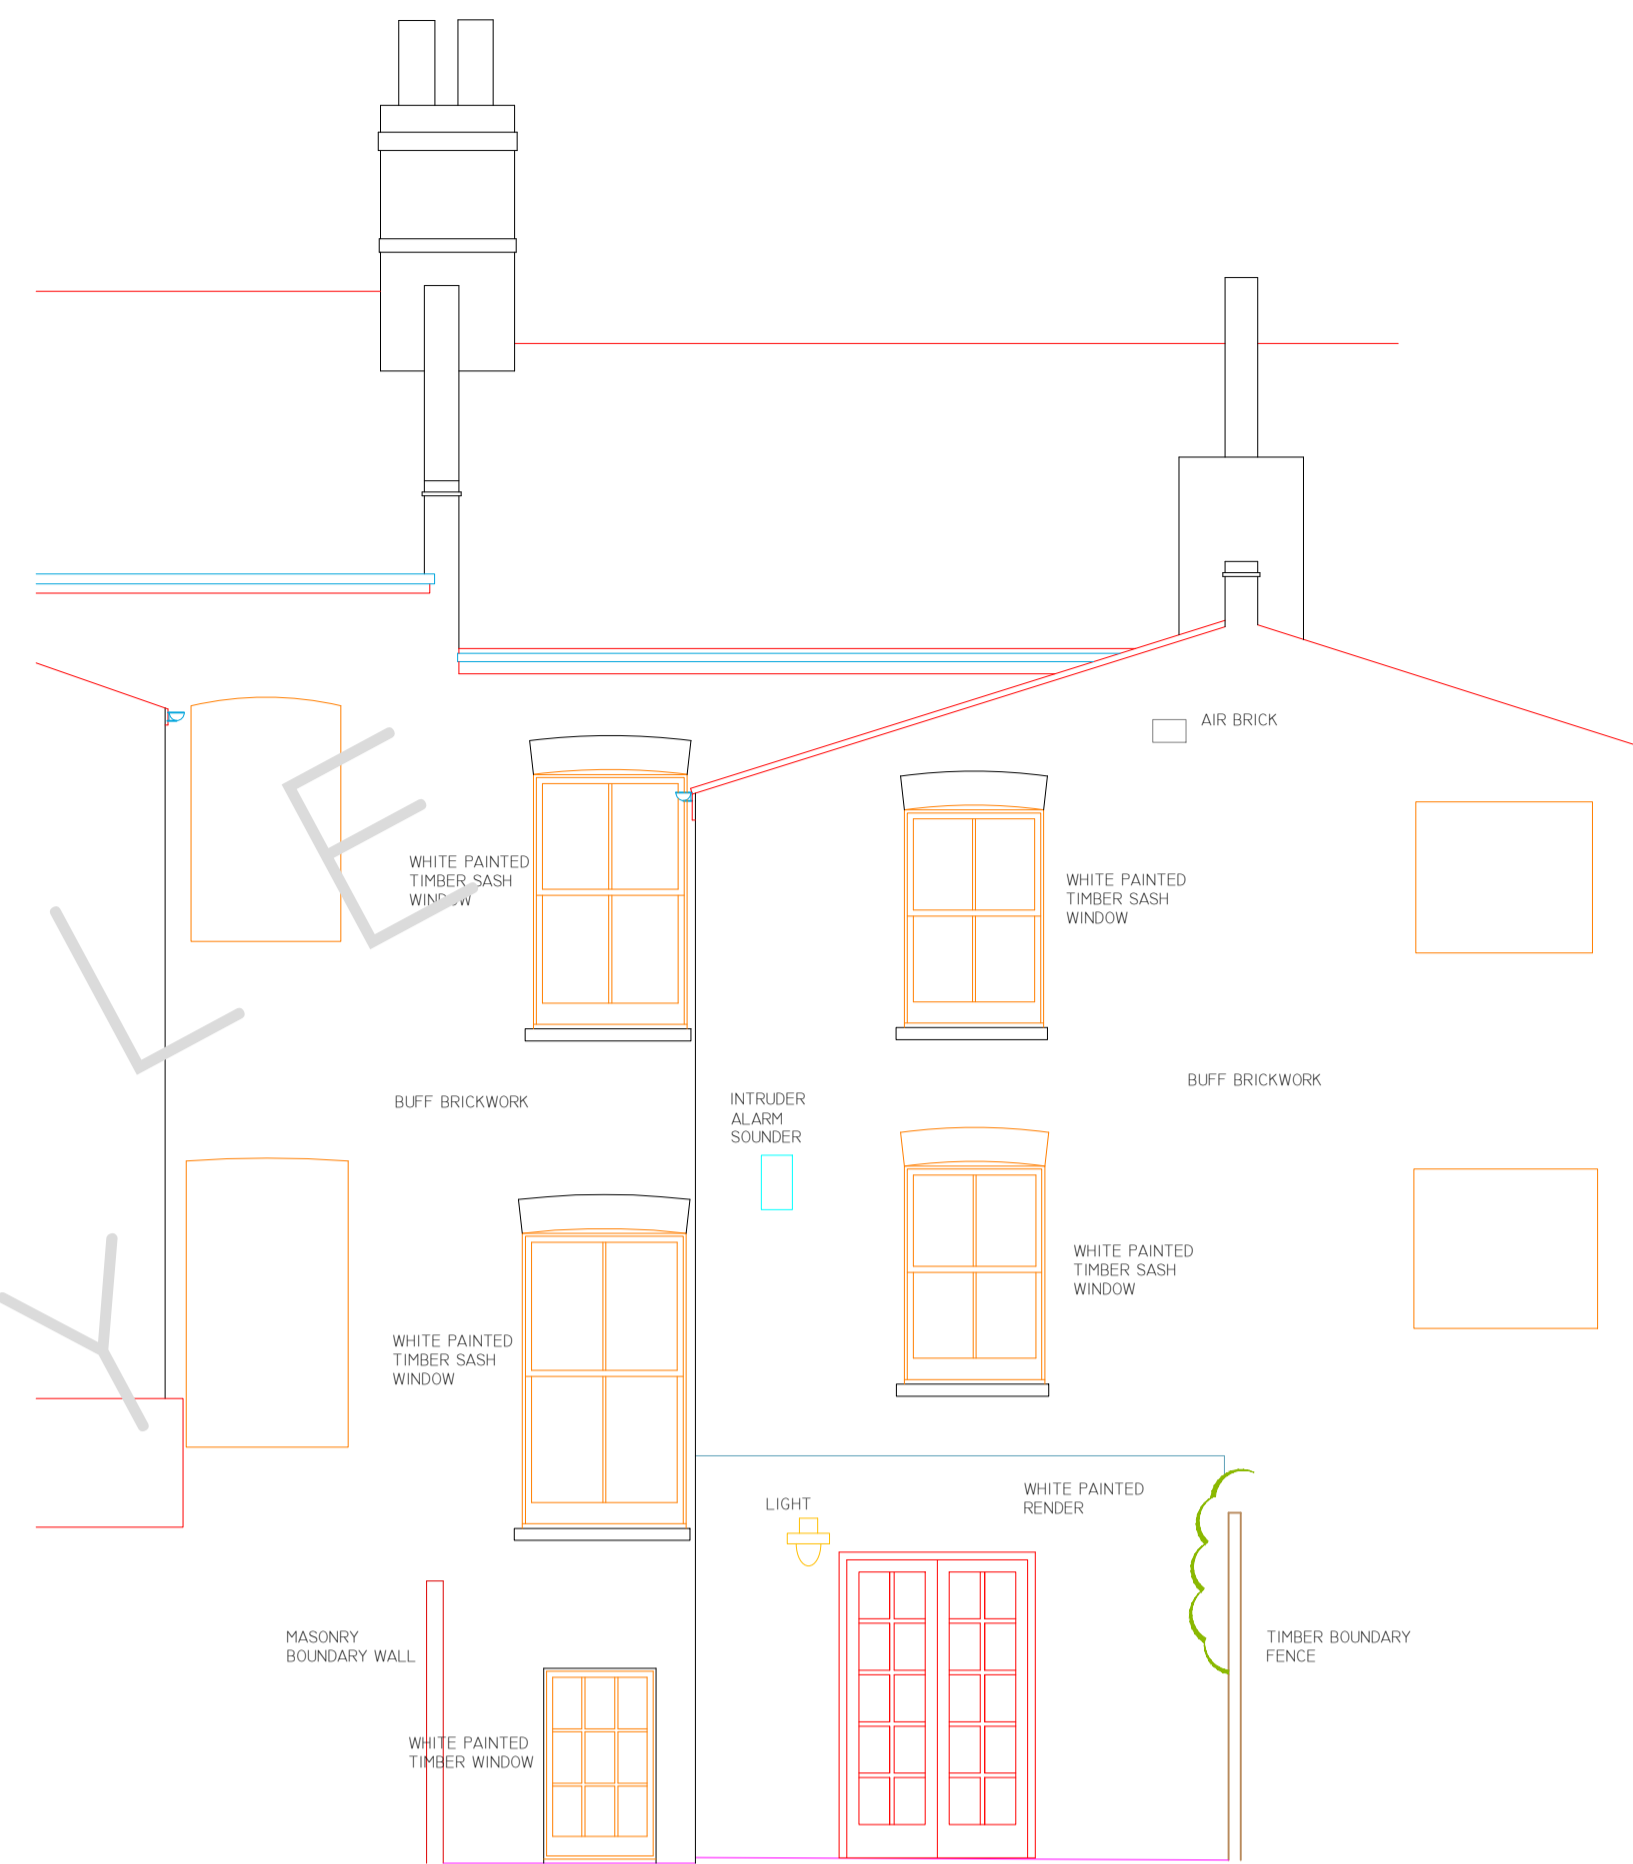 AIR BRICK
WHITE PAINTED
TIMBER SASH
WINDOW
WHITE PAINTED
TIMBER SASH
WINDOW
BUFF BRICKWORK
BUFF BRICKWORK
INTRUDER
ALARM
SOUNDER
WHITE PAINTED
TIMBER SASH
WINDOW
WHITE PAINTED
TIMBER SASH
WINDOW
LIGHT
WHITE PAINTED
RENDER
MASONRY
BOUNDARY WALL
TIMBER BOUNDARY
FENCE
WHITE PAINTED
TIMBER WINDOW
YLE